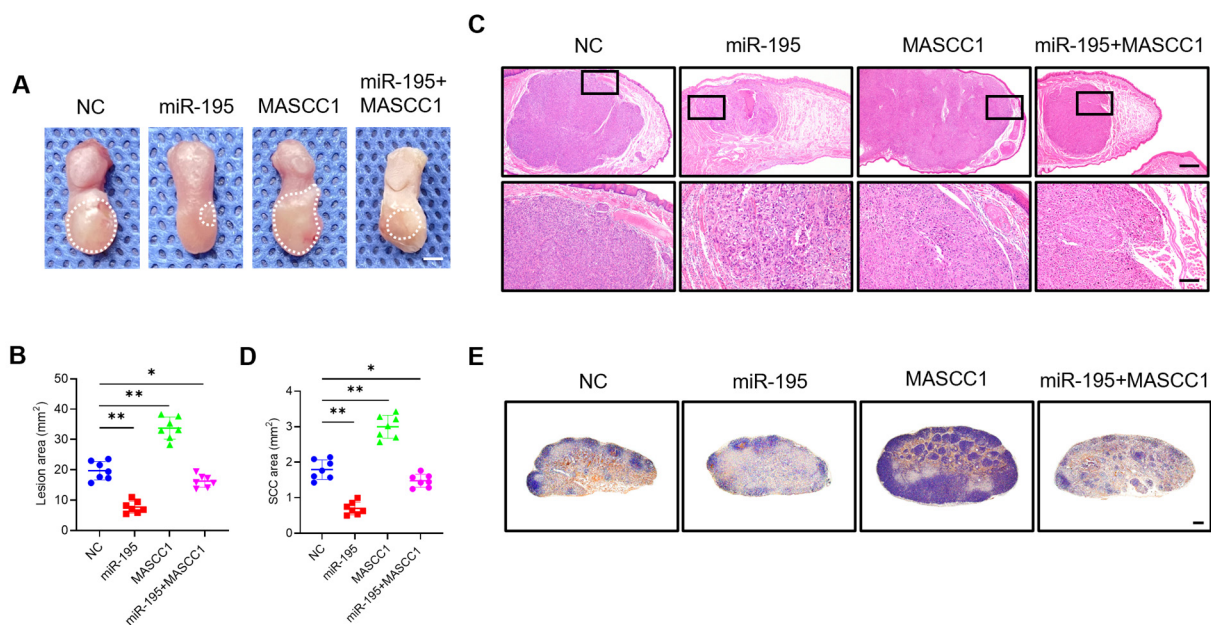 A
NC
miR-195
MASCC1
miR-195+
MASCC1
B
Lesion area (mm²)
50
40
30
20
10
0
**
**
*
NC
miR-195
MASCC1
miR-195+MASCC1
C
NC
miR-195
MASCC1
miR-195+MASCC1
D
SCC area (mm²)
4
3
2
1
0
**
**
*
NC
miR-195
MASCC1
miR-195+MASCC1
E
NC
miR-195
MASCC1
miR-195+MASCC1